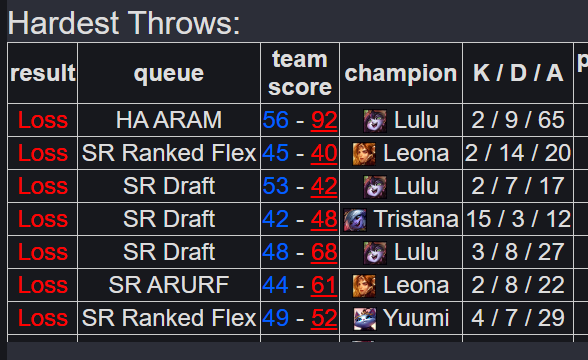 Hardest Throws:
result queue team score champion K / D / A p
Loss HA ARAM 56 - 92 Lulu 2 / 9 / 65
Loss SR Ranked Flex 45 - 40 Leona 2 / 14 / 20
Loss SR Draft 53 - 42 Lulu 2 / 7 / 17
Loss SR Draft 42 - 48 Tristana 15 / 3 / 12
Loss SR Draft 48 - 68 Lulu 3 / 8 / 27
Loss SR ARURF 44 - 61 Leona 2 / 8 / 22
Loss SR Ranked Flex 49 - 52 Yuumi 4 / 7 / 29